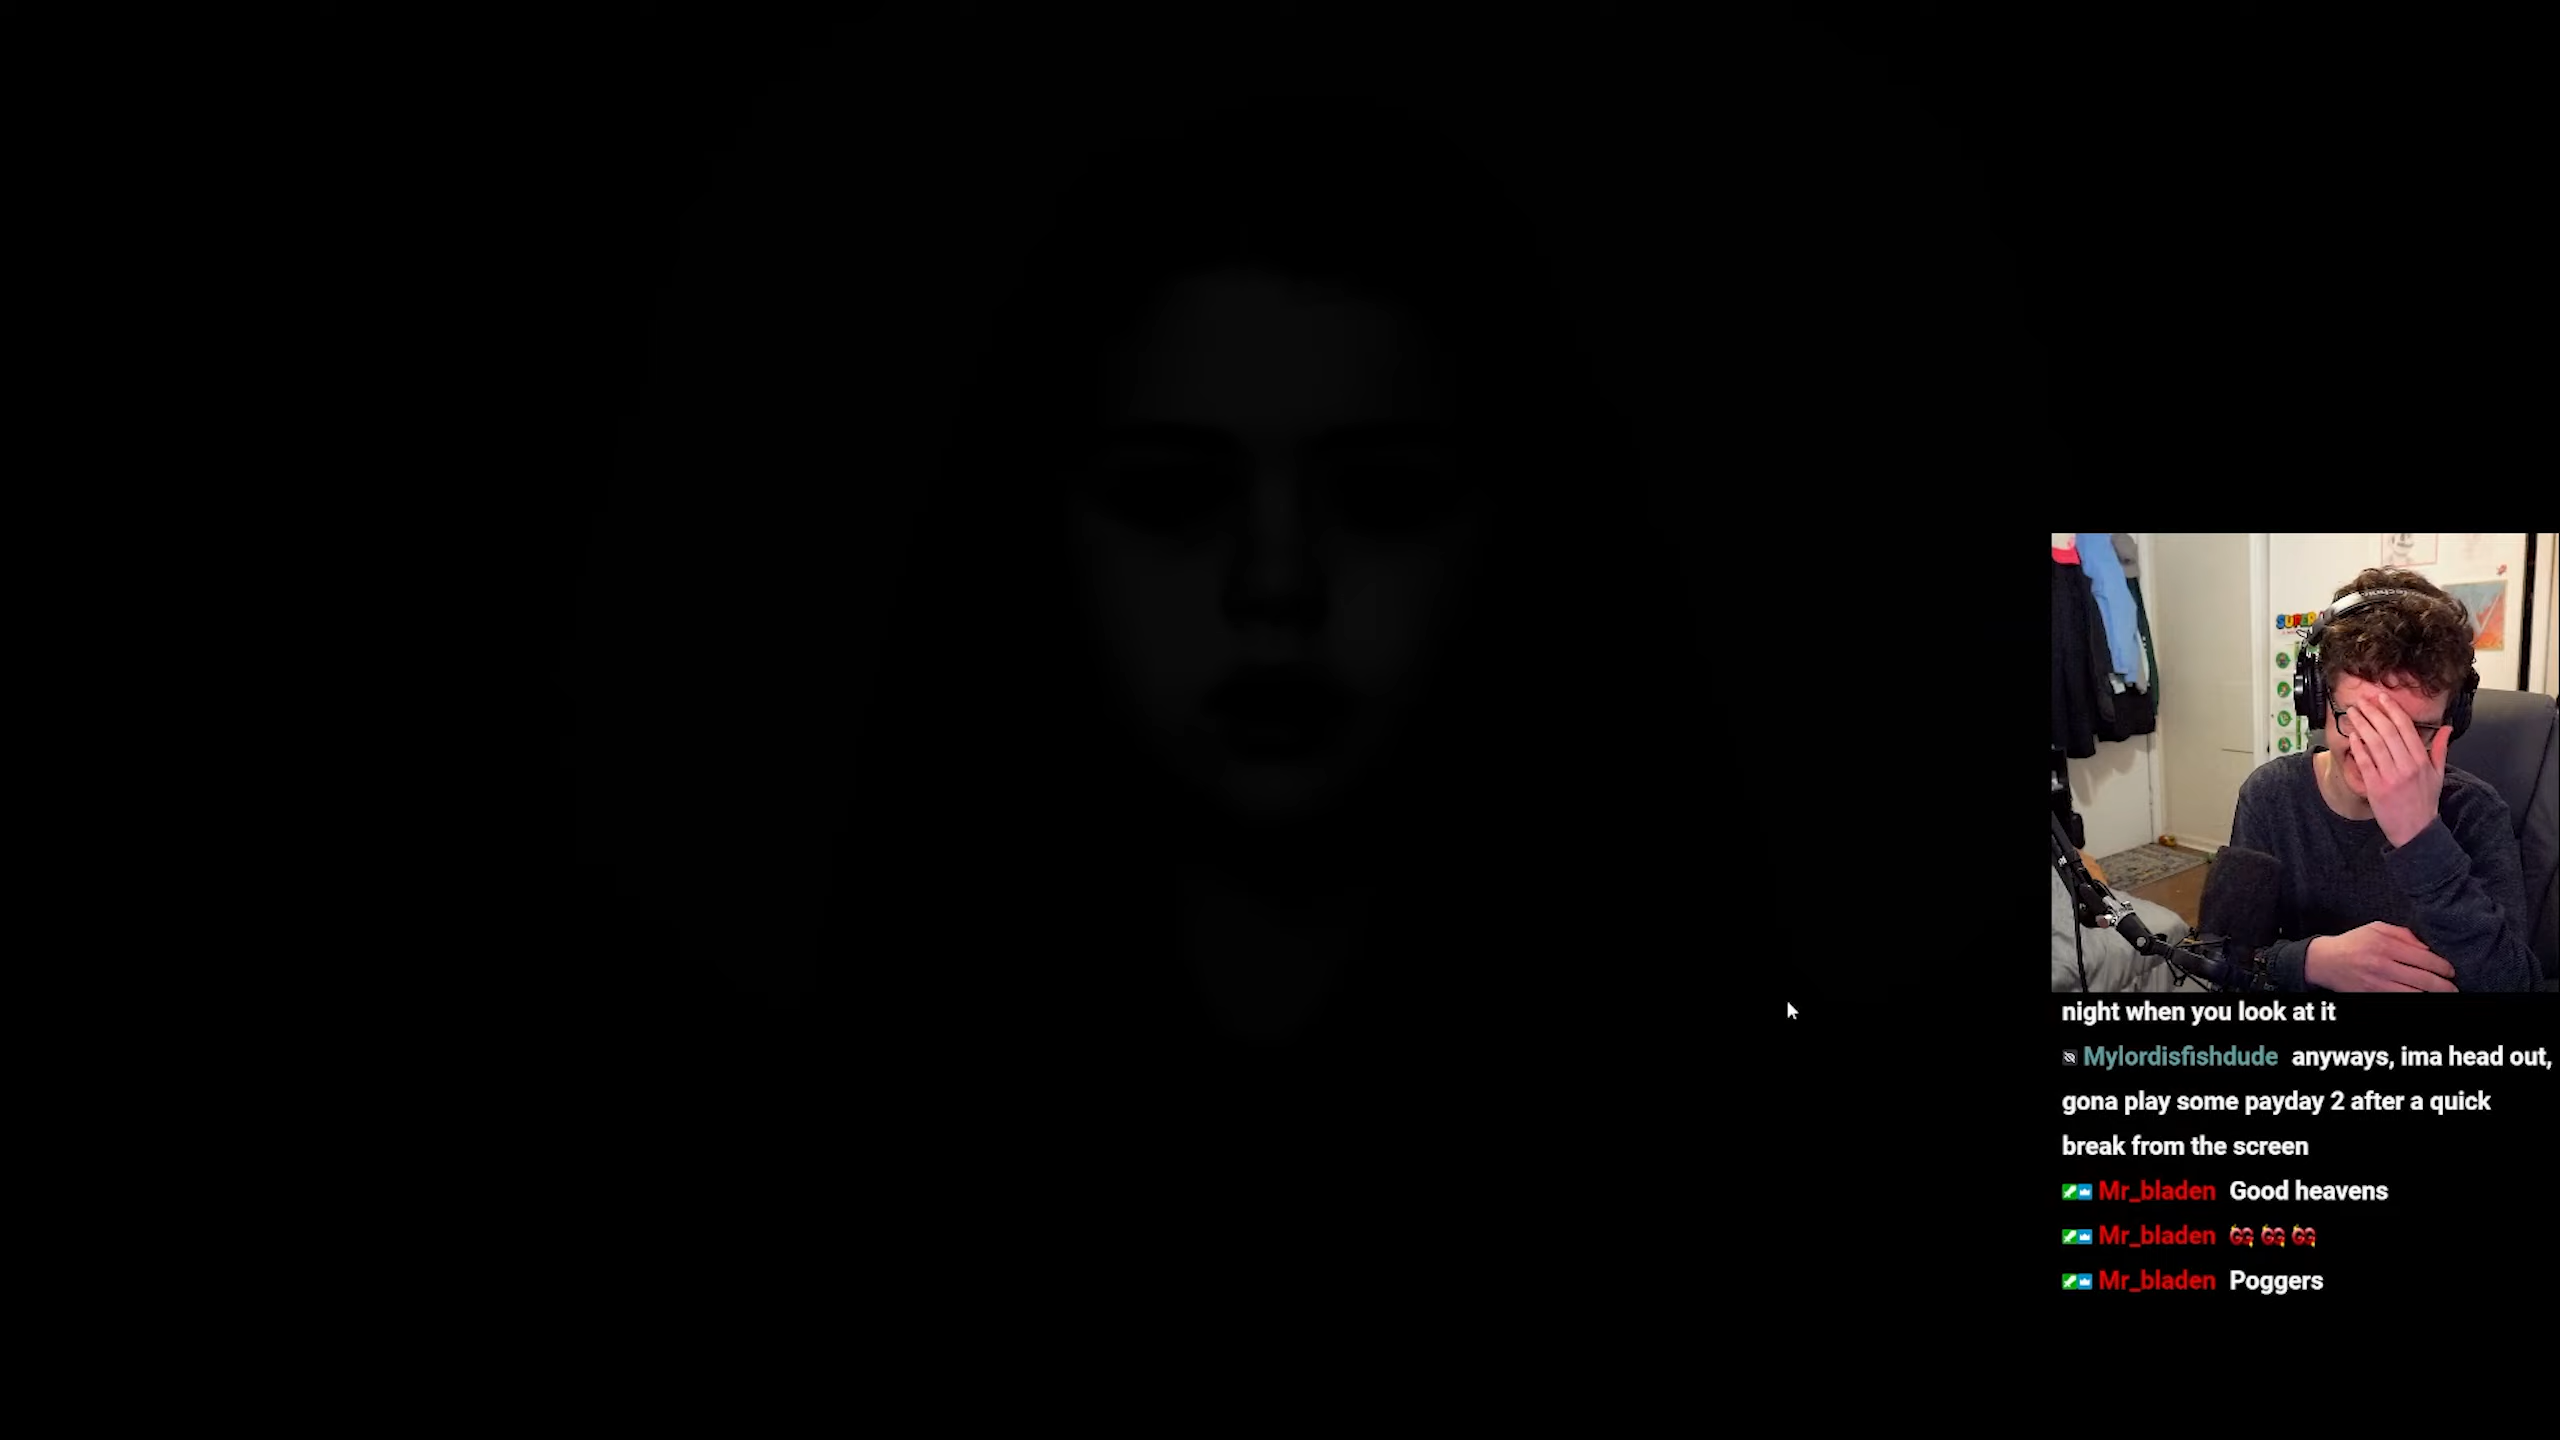 SUPER
night when you look at it
Mylordisfishdude anyways, ima head out,
gona play some payday 2 after a quick
break from the screen
Mr_bladen Good heavens
Mr_bladen
Mr_bladen Poggers